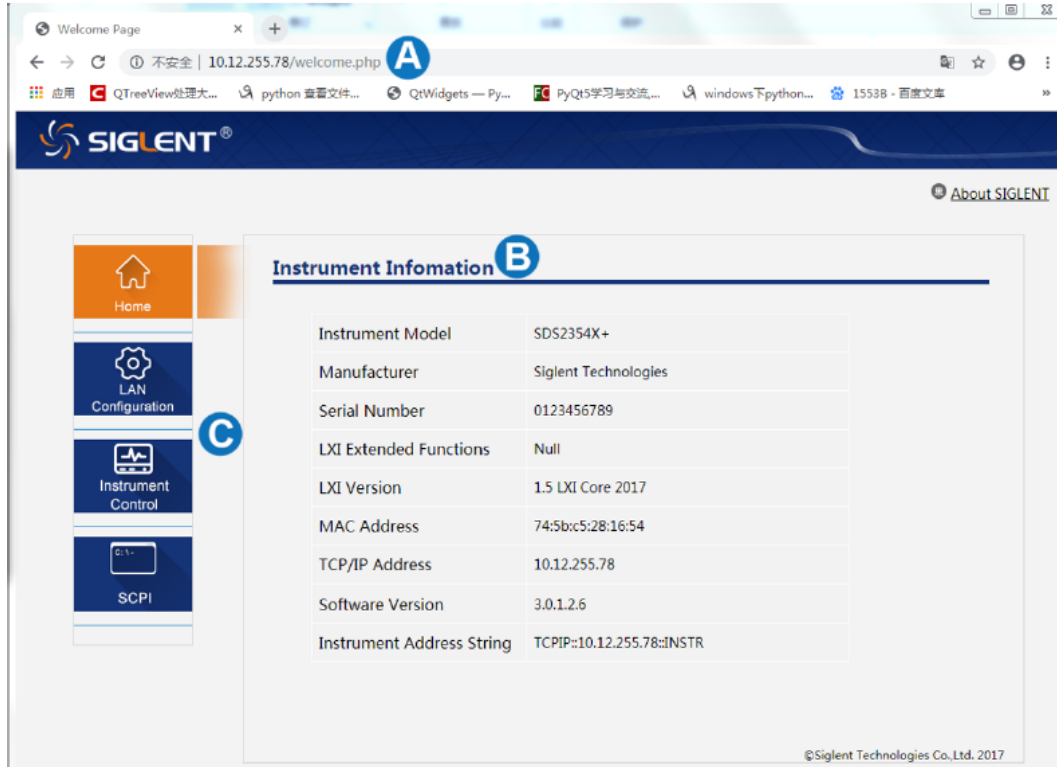 Welcome Page
不安全 | 10.12.255.78/welcome.php
A
应用 QTreeView处理大... python 查看文件... QtWidgets — Py... PyQt5学习与交流,... windows下python... 1553B - 百度文库 »
SIGLENT®
About SIGLENT
Home
LAN
Configuration
C
Instrument
Control
C:\-
SCPI
Instrument Infomation
B
Instrument Model SDS2354X+
Manufacturer Siglent Technologies
Serial Number 0123456789
LXI Extended Functions Null
LXI Version 1.5 LXI Core 2017
MAC Address 74:5b:c5:28:16:54
TCP/IP Address 10.12.255.78
Software Version 3.0.1.2.6
Instrument Address String TCPIP::10.12.255.78::INSTR
©Siglent Technologies Co.,Ltd. 2017